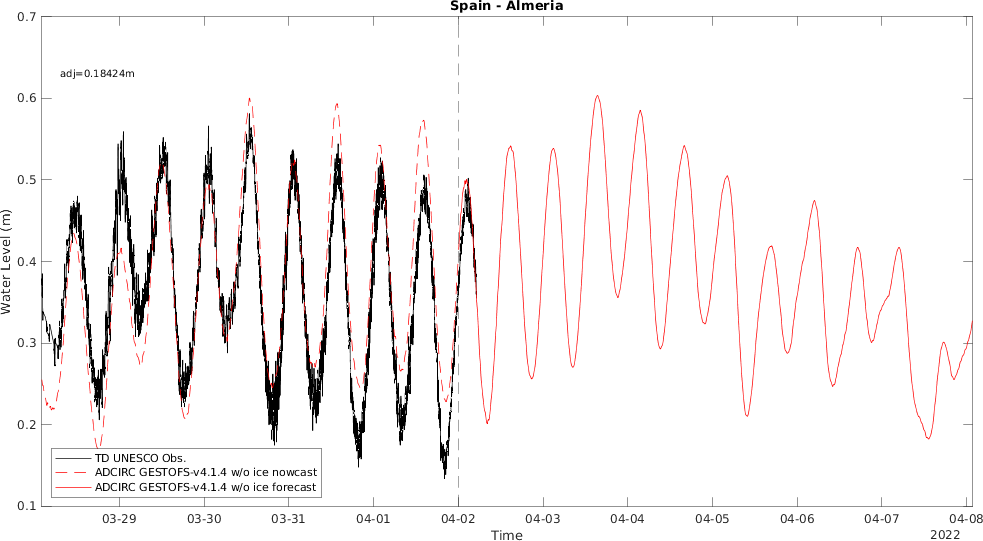 Spain - Almeria
adj=0.18424m
Water Level (m)
0.7
0.6
0.5
0.4
0.3
0.2
0.1
TD UNESCO Obs.
ADCIRC GESTOFS-v4.1.4 w/o ice nowcast
ADCIRC GESTOFS-v4.1.4 w/o ice forecast
03-29 03-30 03-31 04-01 04-02 04-03 04-04 04-05 04-06 04-07 04-08
Time
2022